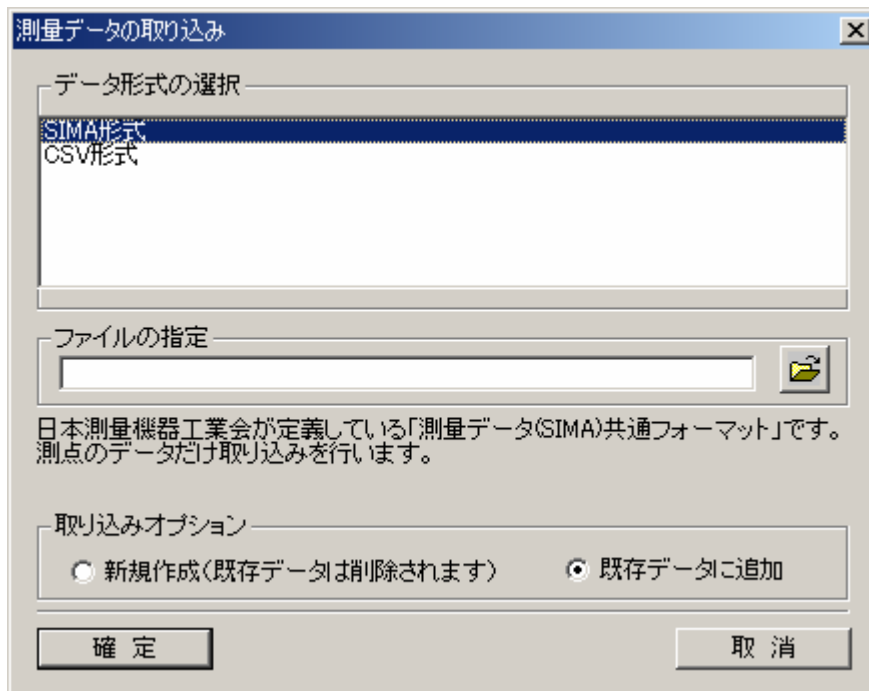 測量データの取り込み
データ形式の選択
SIMA形式
CSV形式
ファイルの指定
日本測量機器工業会が定義している「測量データ(SIMA)共通フォーマット」です。
測点のデータだけ取り込みを行います。
取り込みオプション
新規作成(既存データは削除されます) 既存データに追加
確 定 取 消